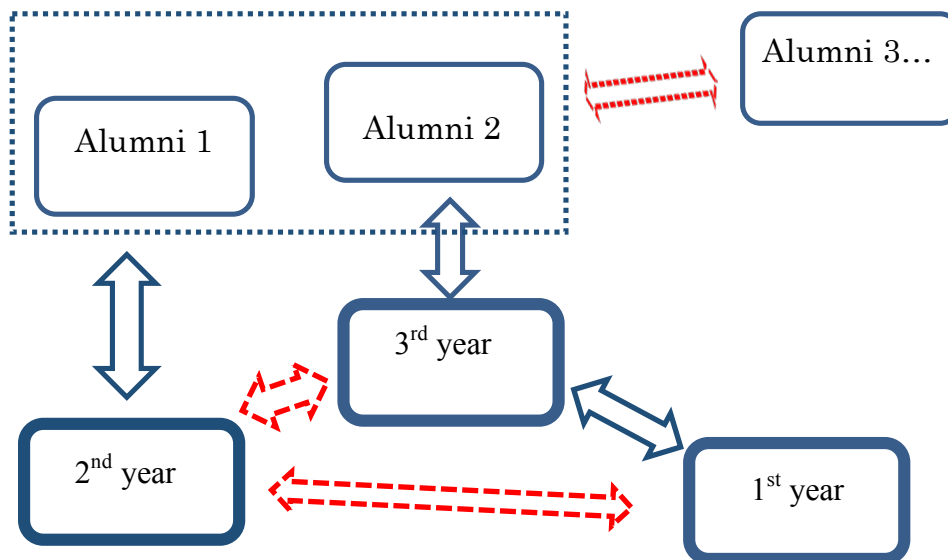 Alumni 3...
Alumni 2
Alumni 1
3rd year
2nd year
1st year